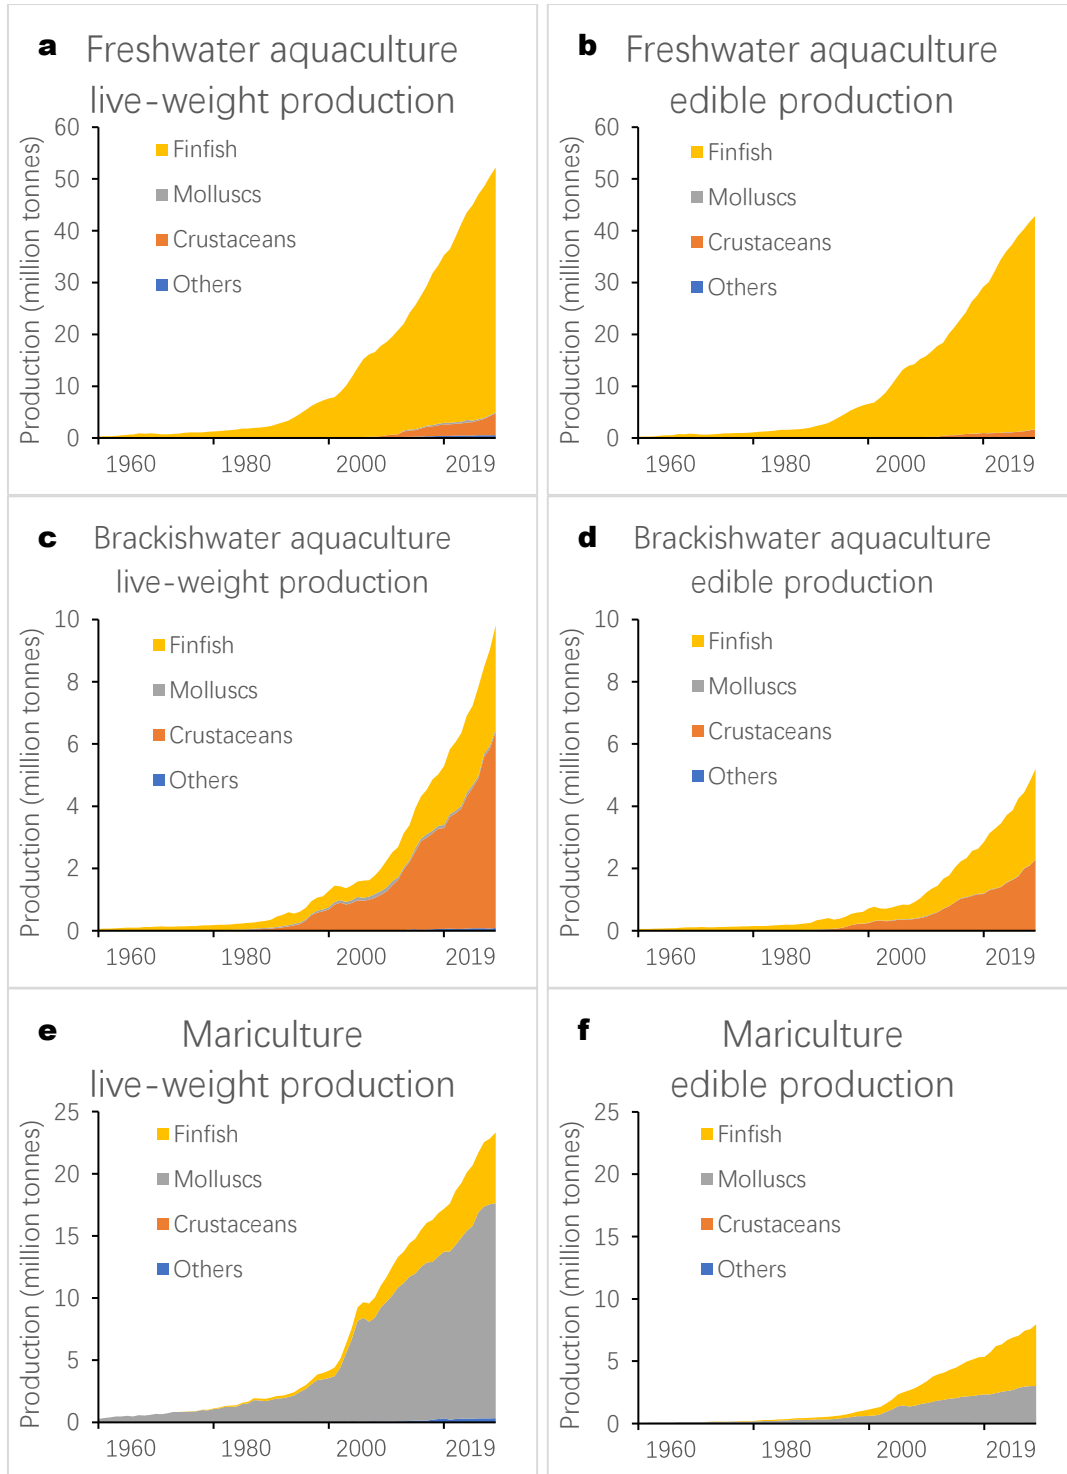 a Freshwater aquaculture
live-weight production
Production (million tonnes)
60
50
40
30
20
10
0
Finfish
Molluscs
Crustaceans
Others
1960 1980 2000 2019
b Freshwater aquaculture
edible production
Production (million tonnes)
60
50
40
30
20
10
0
Finfish
Molluscs
Crustaceans
Others
1960 1980 2000 2019
c Brackishwater aquaculture
live-weight production
Production (million tonnes)
10
8
6
4
2
0
Finfish
Molluscs
Crustaceans
Others
1960 1980 2000 2019
d Brackishwater aquaculture
edible production
Production (million tonnes)
10
8
6
4
2
0
Finfish
Molluscs
Crustaceans
Others
1960 1980 2000 2019
e Mariculture
live-weight production
Production (million tonnes)
25
20
15
10
5
0
Finfish
Molluscs
Crustaceans
Others
1960 1980 2000 2019
f Mariculture
edible production
Production (million tonnes)
25
20
15
10
5
0
Finfish
Molluscs
Crustaceans
Others
1960 1980 2000 2019